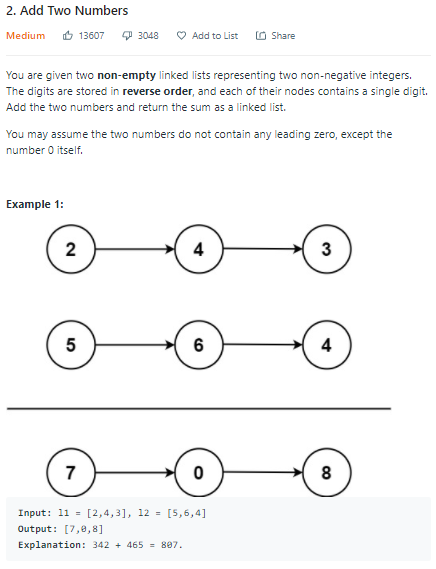 2. Add Two Numbers
Medium 13607 3048 Add to List Share
You are given two non-empty linked lists representing two non-negative integers.
The digits are stored in reverse order, and each of their nodes contains a single digit.
Add the two numbers and return the sum as a linked list.
You may assume the two numbers do not contain any leading zero, except the
number 0 itself.
Example 1:
2 4 3
5 6 4
7 0 8
Input: l1 = [2,4,3], l2 = [5,6,4]
Output: [7,0,8]
Explanation: 342 + 465 = 807.